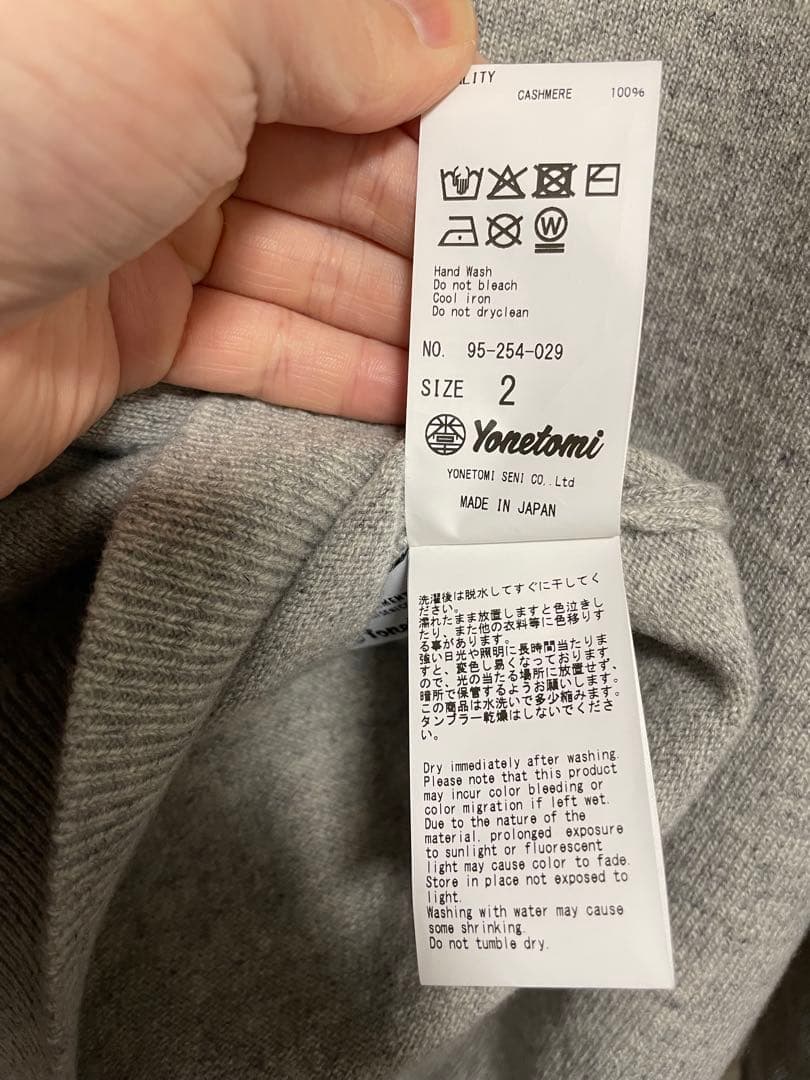 CASHMERE 100%
W
Hand Wash
Do not bleach
Cool iron
Do not dryclean
NO. 95-254-029
SIZE 2
Yonetomi
YONETOMI SENI CO,.Ltd
MADE IN JAPAN
洗濯後は脱水してすぐに干してく
ださい。
濡れたまま放置しますと色泣きし
たり、また他の衣料等に色移りす
る事があります。
強い日光や照明に長時間当たりま
すと、変色し易くなっております
ので、光の当たる場所に放置せず、
暗所で保管するようお願いします。
この商品は水洗いで多少縮みます。
タンブラー乾燥はしないでくださ
い。
Dry immediately after washing.
Please note that this product
may incur color bleeding or
color migration if left wet.
Due to the nature of the
material, prolonged exposure
to sunlight or fluorescent
light may cause color to fade.
Store in place not exposed to
light.
Washing with water may cause
some shrinking.
Do not tumble dry.